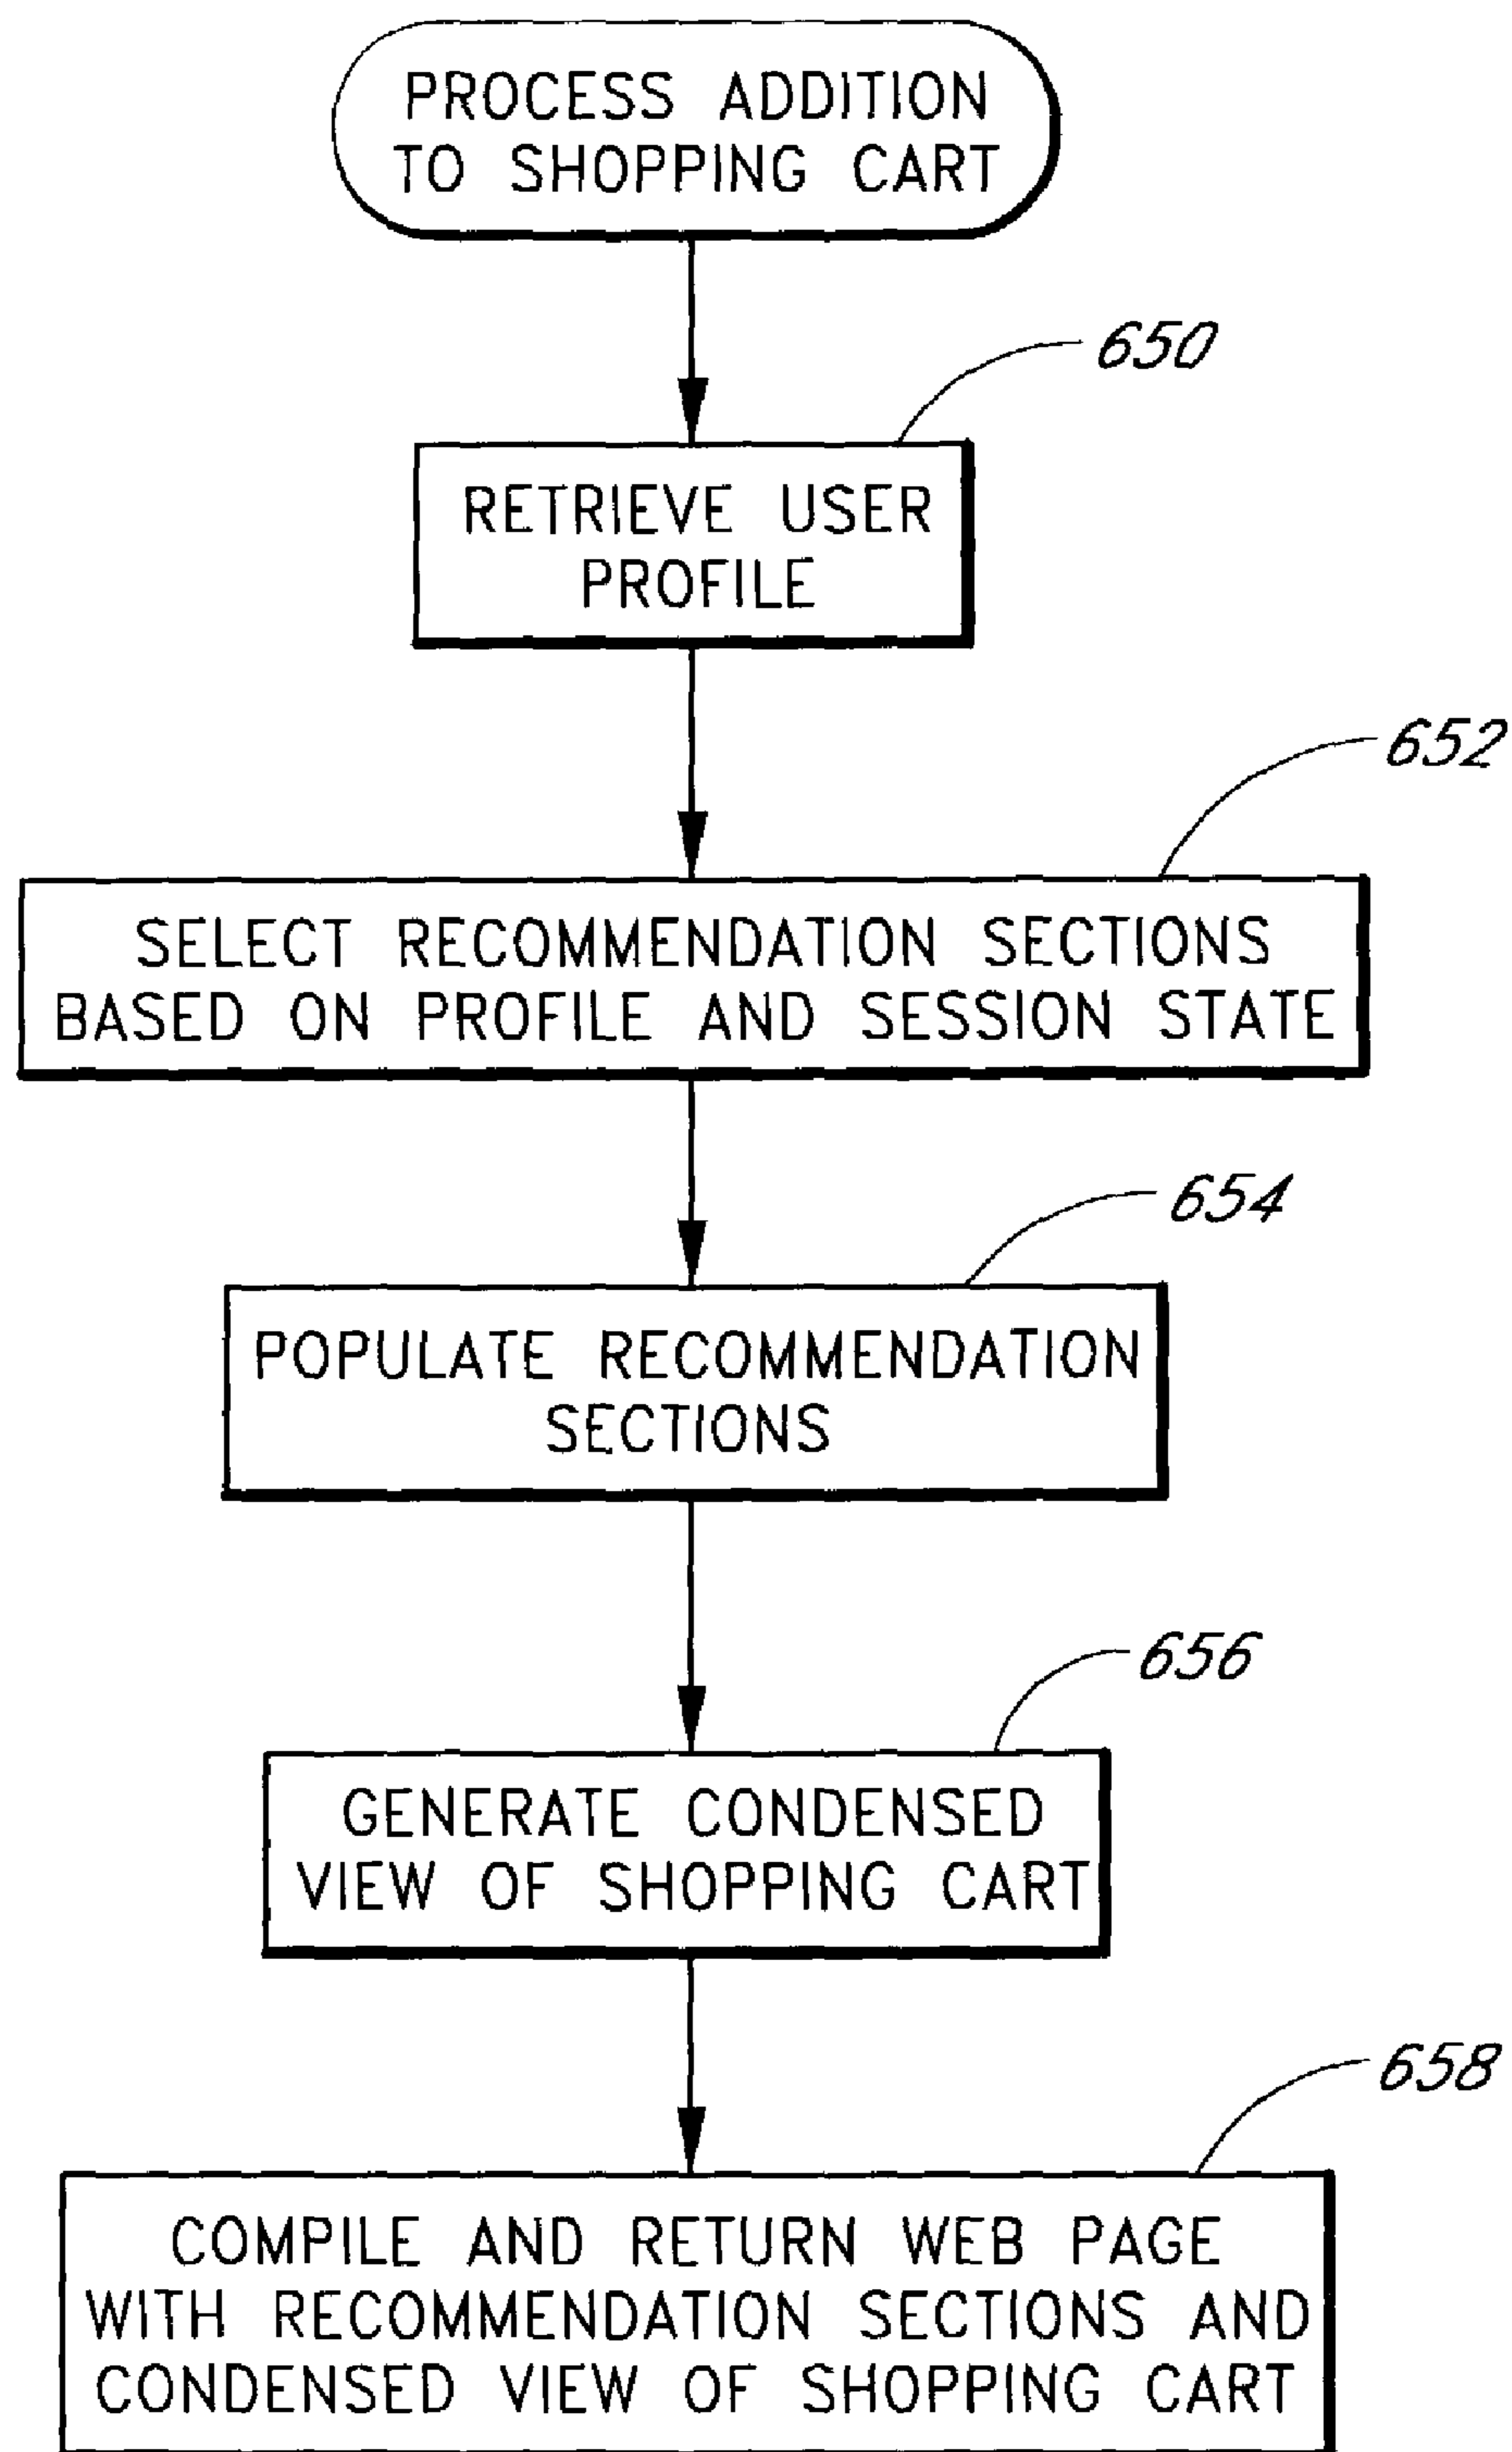 PROCESS ADDITION
TO SHOPPING CART
650
RETRIEVE USER
PROFILE
652
SELECT RECOMMENDATION SECTIONS
BASED ON PROFILE AND SESSION STATE
654
POPULATE RECOMMENDATION
SECTIONS
656
GENERATE CONDENSED
VIEW OF SHOPPING CART
658
COMPILE AND RETURN WEB PAGE
WITH RECOMMENDATION SECTIONS AND
CONDENSED VIEW OF SHOPPING CART